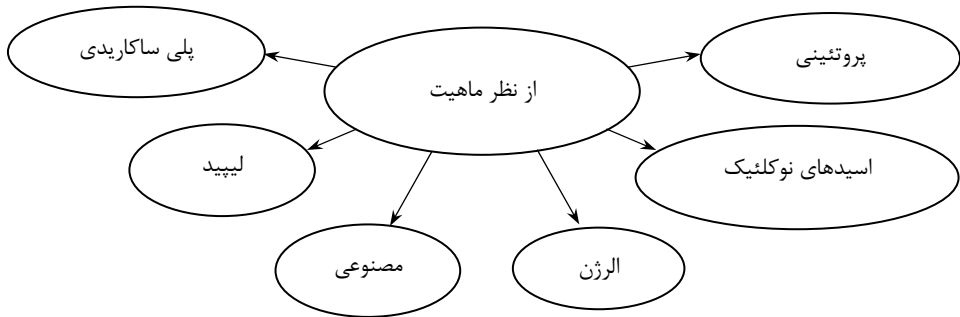 پروتئینی
پلی ساکاریدی
از نظر ماهیت
اسیدهای نوکلئیک
لیپید
الرژن
مصنوعی